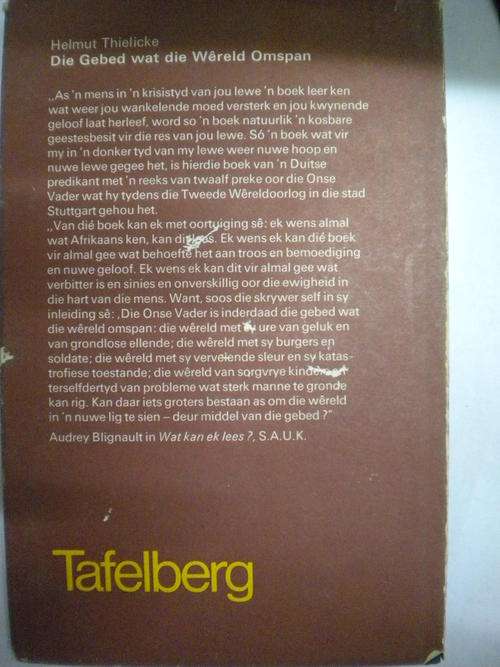 Helmut Thielicke
Die Gebed wat die Wêreld Omspan
„As 'n mens in 'n krisistyd van jou lewe 'n boek leer ken
wat weer jou wankelende moed versterk en jou kwynende
geloof laat herleef, word so 'n boek natuurlik 'n kosbare
geestesbesit vir die res van jou lewe. Só 'n boek wat vir
my in 'n donker tyd van my lewe weer nuwe hoop en
nuwe lewe gegee het, is hierdie boek van 'n Duitse
predikant met 'n reeks van twaalf preke oor die Onse
Vader wat hy tydens die Tweede Wêreldoorlog in die stad
Stuttgart gehou het.
„Van dié boek kan ek met oortuiging sê: ek wens almal
wat Afrikaans ken, kan dit lees. Ek wens ek kan dié boek
vir almal gee wat behoefte het aan troos en bemoediging
en nuwe geloof. Ek wens ek kan dit vir almal gee wat
verbitter is en sinies en onverskillig oor die ewigheid in
die hart van die mens. Want, soos die skrywer self in sy
inleiding sê: ,Die Onse Vader is inderdaad die gebed wat
die wêreld omspan: die wêreld met sy ure van geluk en
van grondlose ellende; die wêreld met sy burgers en
soldate; die wêreld met sy vervelende sleur en sy katas-
trofiese toestande; die wêreld van sorgvrye
terselfdertyd van probleme wat sterk manne te gronde
kan rig. Kan daar iets groters bestaan as om die wêreld
in 'n nuwe lig te sien – deur middel van die gebed ?"
Audrey Blignault in Wat kan ek lees ?, S.A.U.K.
Tafelberg